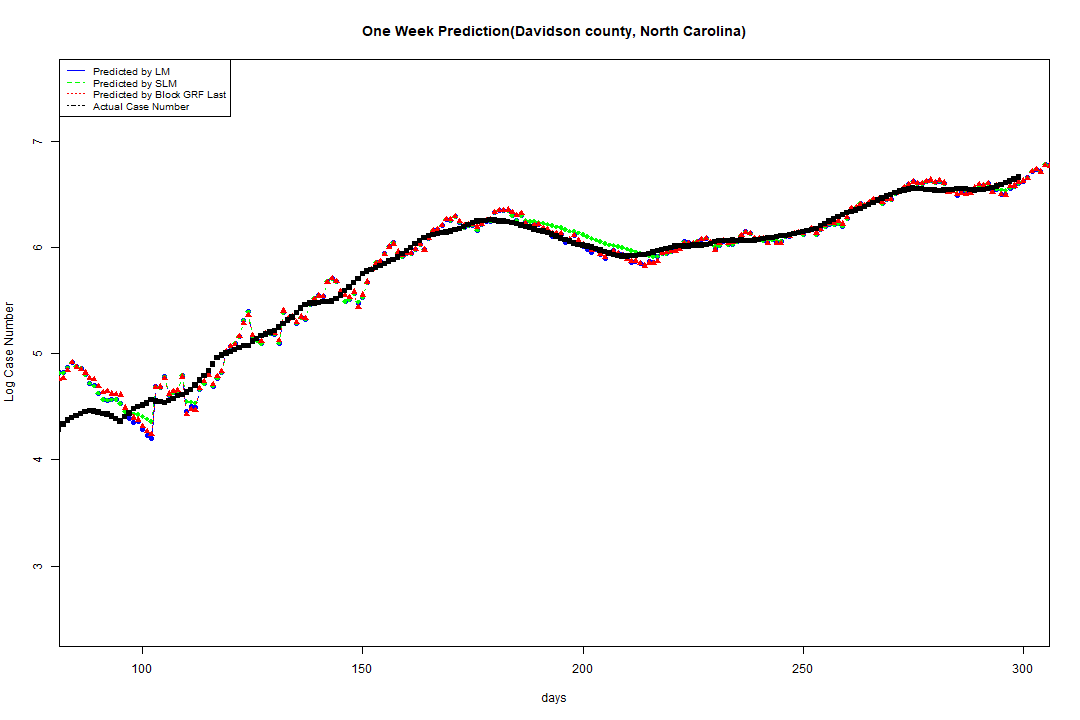 One Week Prediction(Davidson county, North Carolina)
Predicted by LM
Predicted by SLM
Predicted by Block GRF Last
Actual Case Number
Log Case Number
7
6
5
4
3
100 150 200 250 300
days